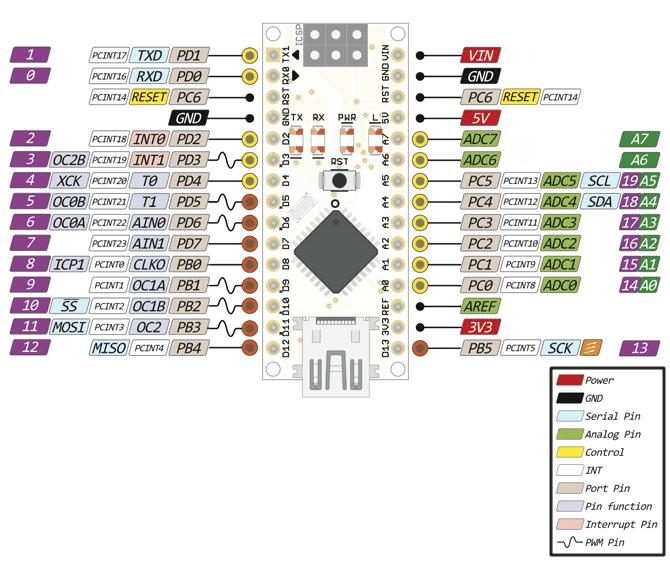 1 PCINT17 TXD PD1 TX1 VIN VIN
0 PCINT16 RXD PD0 RX0 GND GND
PCINT14 RESET PC6 RST RST PC6 RESET PCINT14
GND GND 5V 5V
2 PCINT18 INT0 PD2 D2 A7 ADC7 A7
3 OC2B PCINT19 INT1 PD3 D3 A6 ADC6 A6
4 XCK PCINT20 T0 PD4 D4 A5 PC5 PCINT13 ADC5 SCL 19 A5
5 OC0B PCINT21 T1 PD5 D5 A4 PC4 PCINT12 ADC4 SDA 18 A4
6 OC0A PCINT22 AIN0 PD6 D6 A3 PC3 PCINT11 ADC3 17 A3
7 PCINT23 AIN1 PD7 D7 A2 PC2 PCINT10 ADC2 16 A2
8 ICP1 PCINT0 CLKO PB0 D8 A1 PC1 PCINT9 ADC1 15 A1
9 PCINT1 OC1A PB1 D9 A0 PC0 PCINT8 ADC0 14 A0
10 SS PCINT2 OC1B PB2 D10 REF AREF
11 MOSI PCINT3 OC2 PB3 D11 3V3 3V3
12 MISO PCINT4 PB4 D12 D13 PB5 PCINT5 SCK 13
ICSP
TX RX PWR L
RST
Power
GND
Serial Pin
Analog Pin
Control
INT
Port Pin
Pin function
Interrupt Pin
PWM Pin